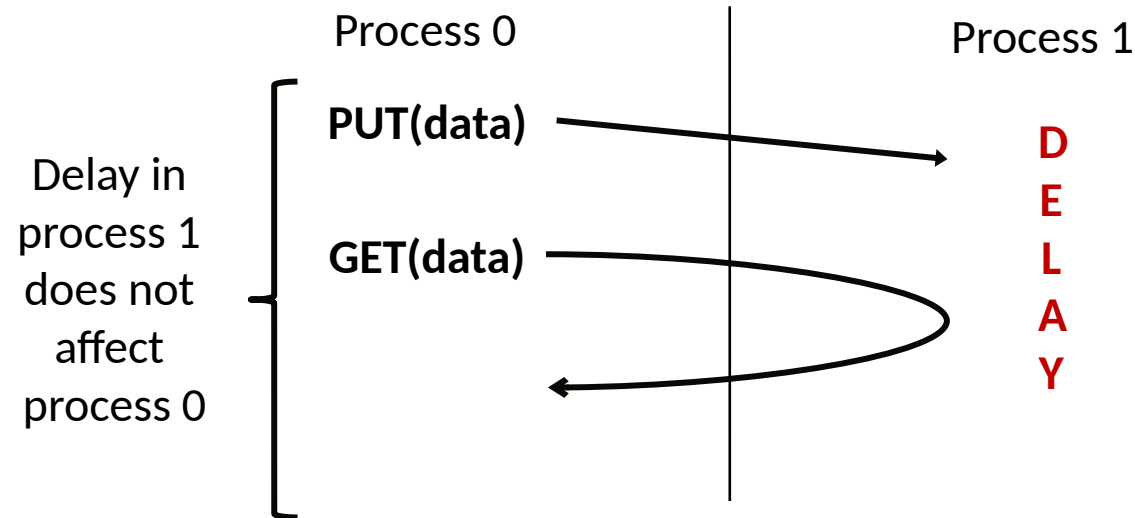 Process 0
Process 1
PUT(data)
GET(data)
Delay in
process 1
does not
affect
process 0
D
E
L
A
Y